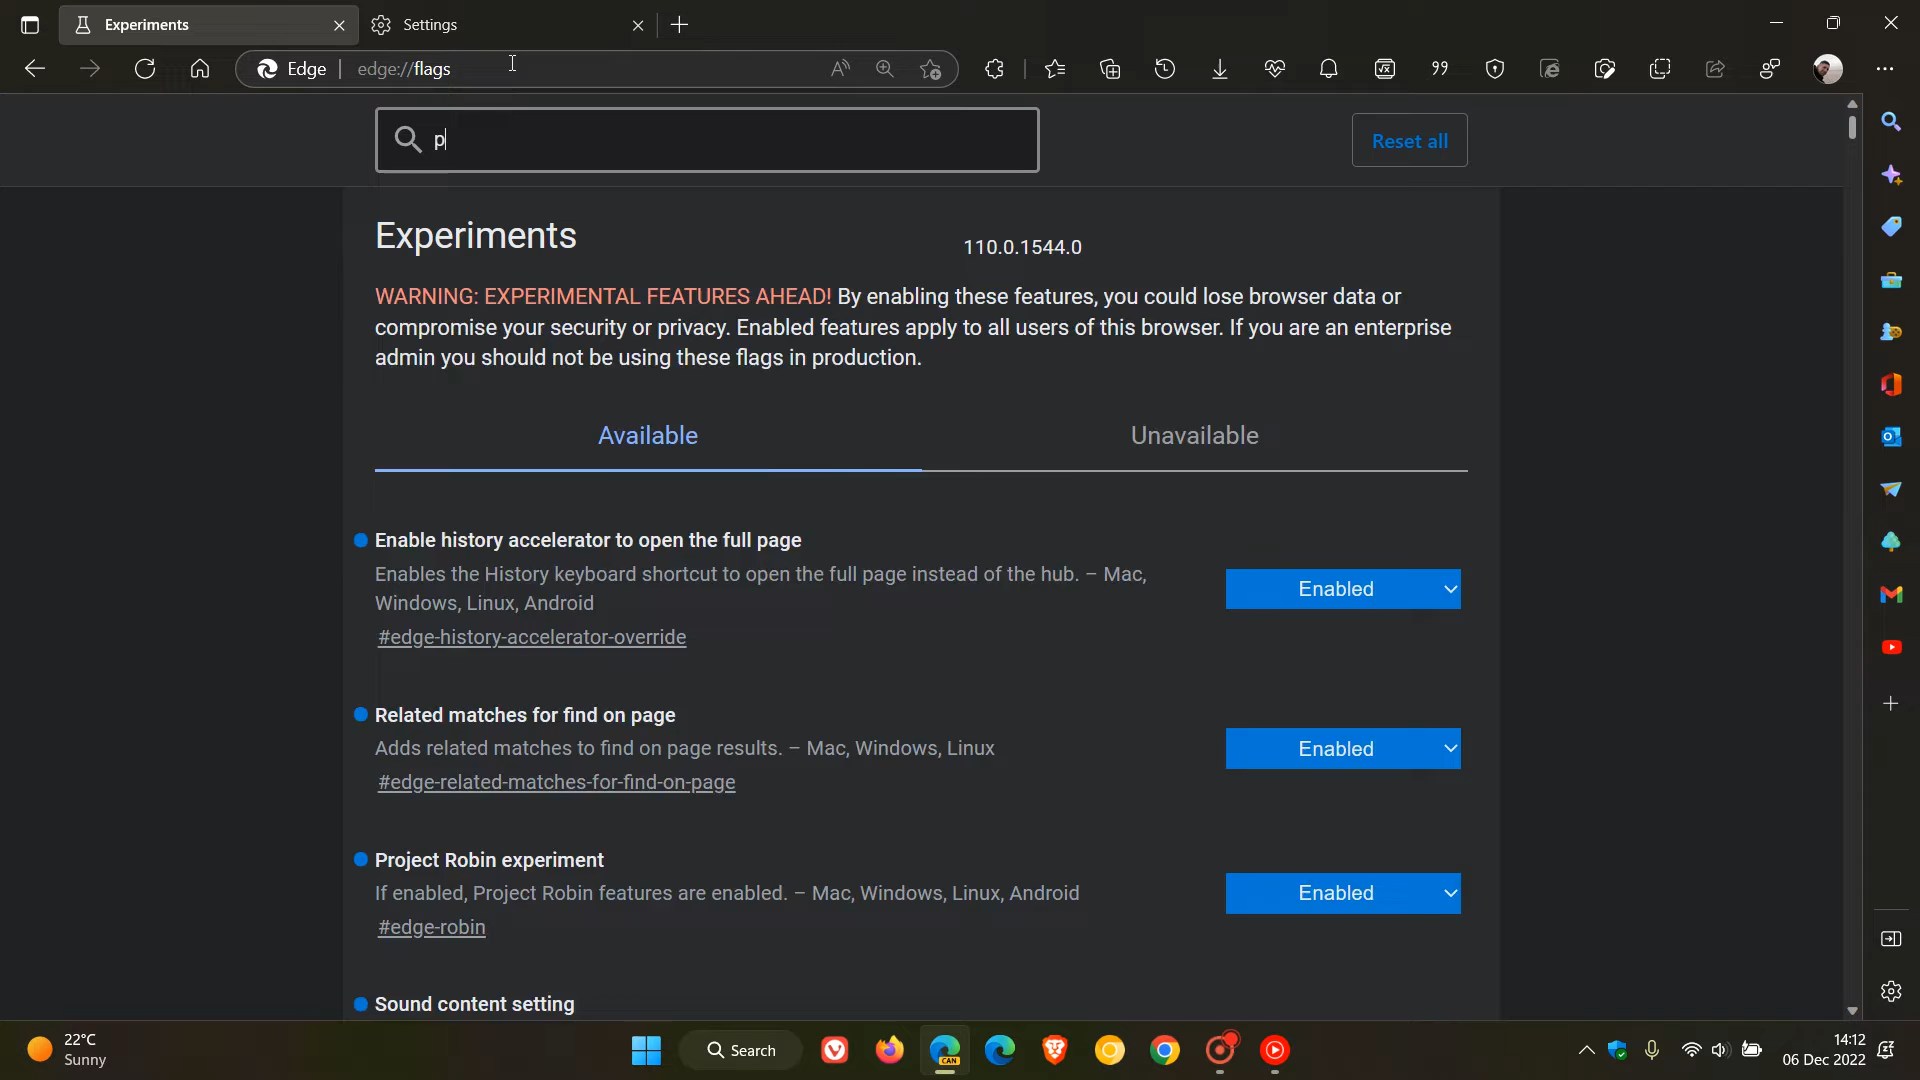 Experiments
Settings
Edge
edge://flags
p
Reset all
Experiments
110.0.1544.0
WARNING: EXPERIMENTAL FEATURES AHEAD! By enabling these features, you could lose browser data or
compromise your security or privacy. Enabled features apply to all users of this browser. If you are an enterprise
admin you should not be using these flags in production.
Available
Unavailable
Enable history accelerator to open the full page
Enables the History keyboard shortcut to open the full page instead of the hub. – Mac,
Windows, Linux, Android
Enabled
#edge-history-accelerator-override
Related matches for find on page
Adds related matches to find on page results. – Mac, Windows, Linux
Enabled
#edge-related-matches-for-find-on-page
Project Robin experiment
If enabled, Project Robin features are enabled. – Mac, Windows, Linux, Android
Enabled
#edge-robin
Sound content setting
22°C
Sunny
Search
CAN
14:12
06 Dec 2022